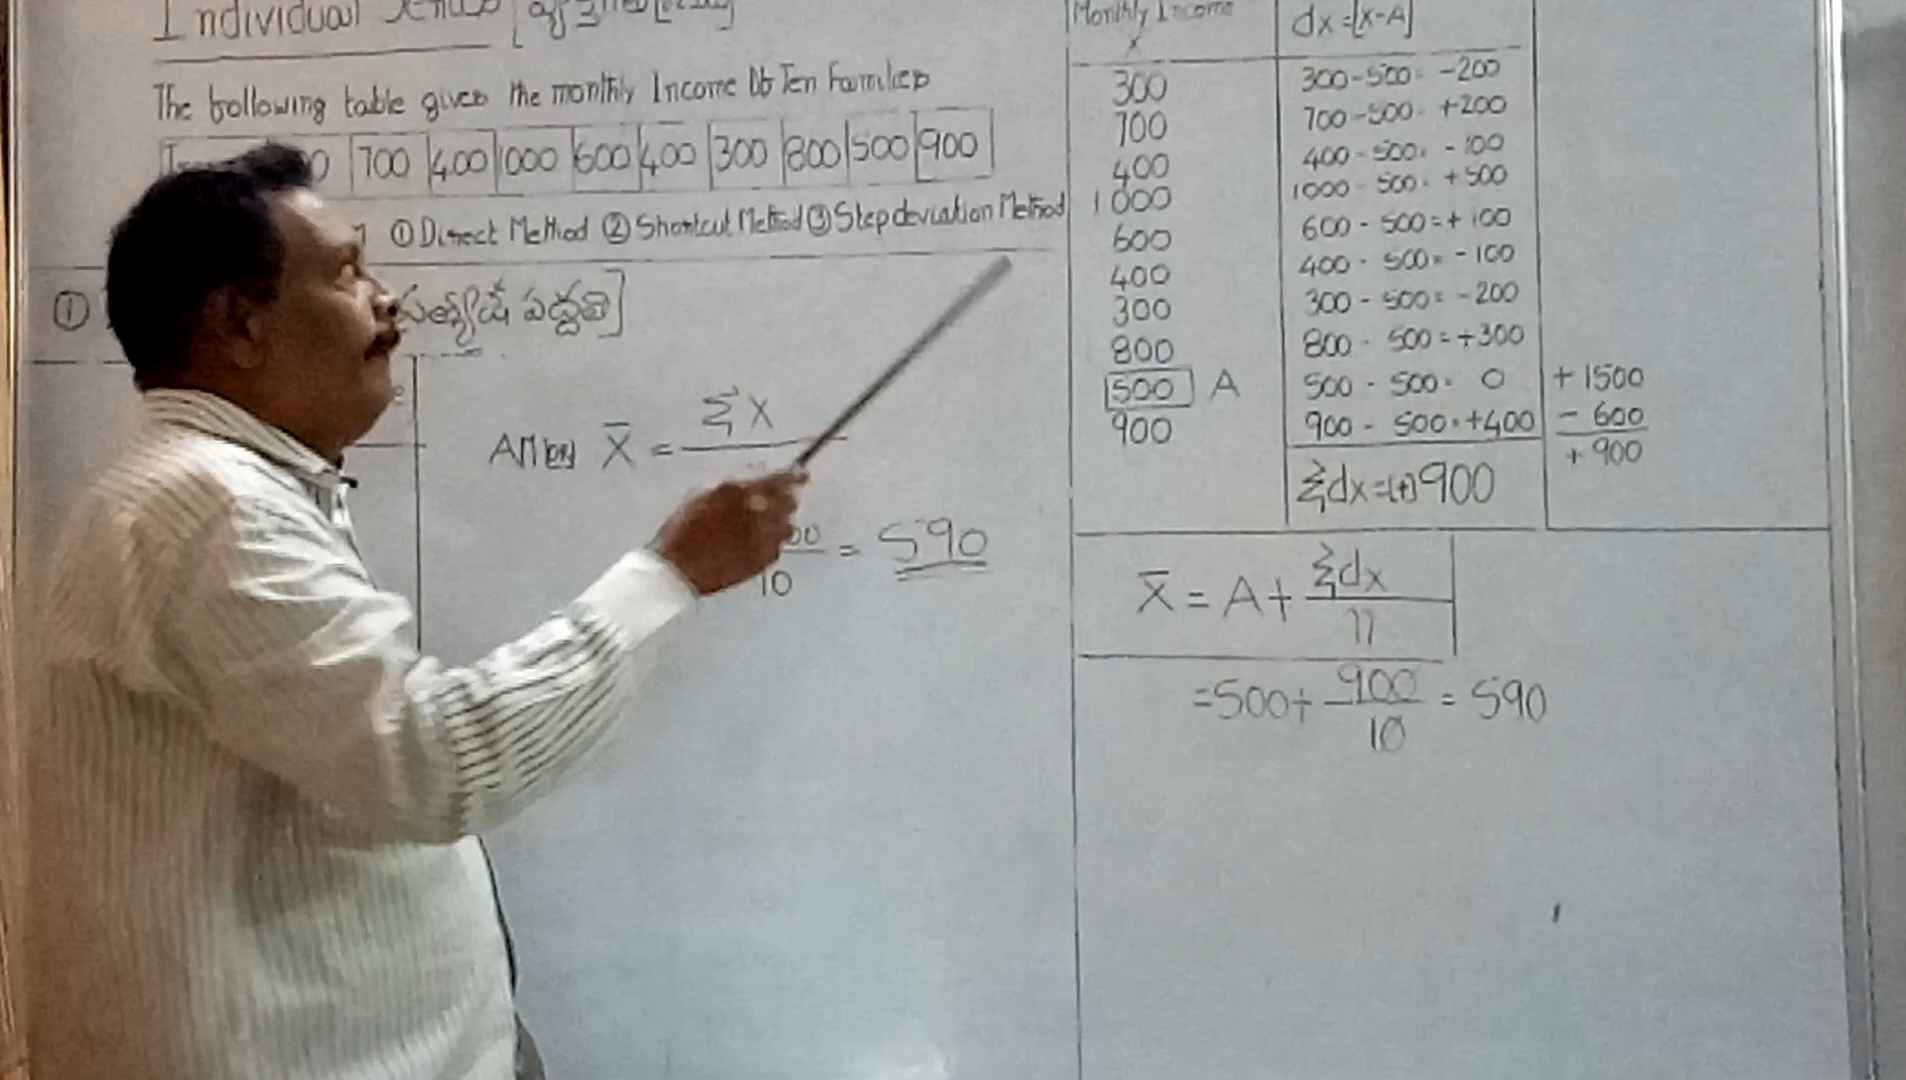 Individual Series
The following table gives the monthly Income Of Ten Families
700 400 1000 600 400 300 800 500 900
① Direct Method ② Shortcut Method ③ Step deviation Method
①
పద్ధతి]
X̄ = ΣX
10 = 590
Monthly Income dx = [X-A]
X
300 300-500= -200
700 700-500= +200
400 400-500= -100
1000 1000-500= +500
600 600-500=+100
400 400-500= -100
300 300-500= -200
800 800-500=+300
500 A 500-500= 0 +1500
900 900-500=+400 -600
+900
Σdx=(+)900
X̄ = A+ Σdx
n
=500+ 900 = 590
10